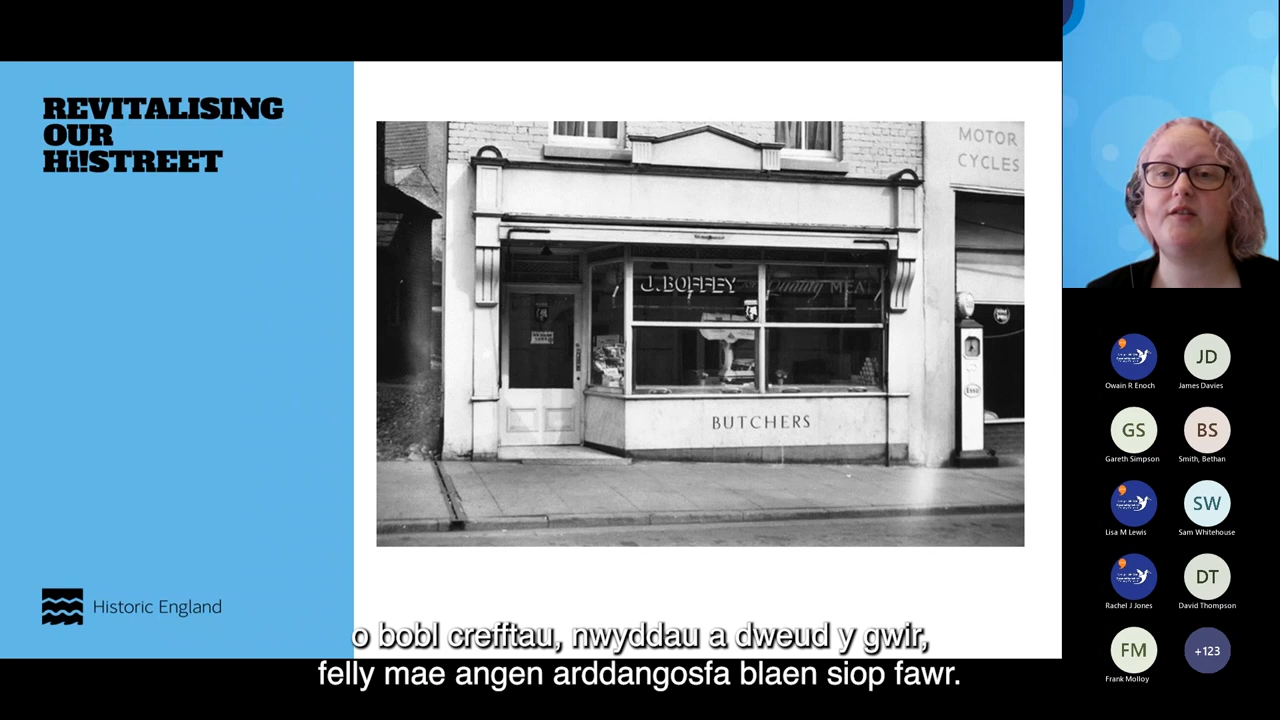 REVITALISING
OUR
Hi!STREET
MOTOR
CYCLES
J. BOFFEY
Quality MEA
BUTCHERS
ESSO
Historic England
o bobl crefftau, nwyddau a dweud y gwir,
felly mae angen arddangosfa blaen siop fawr.
Owain R Enoch
JD
James Davies
GS
Gareth Simpson
BS
Smith, Bethan
Lisa M Lewis
SW
Sam Whitehouse
Rachel J Jones
DT
David Thompson
FM
Frank Molloy
+123